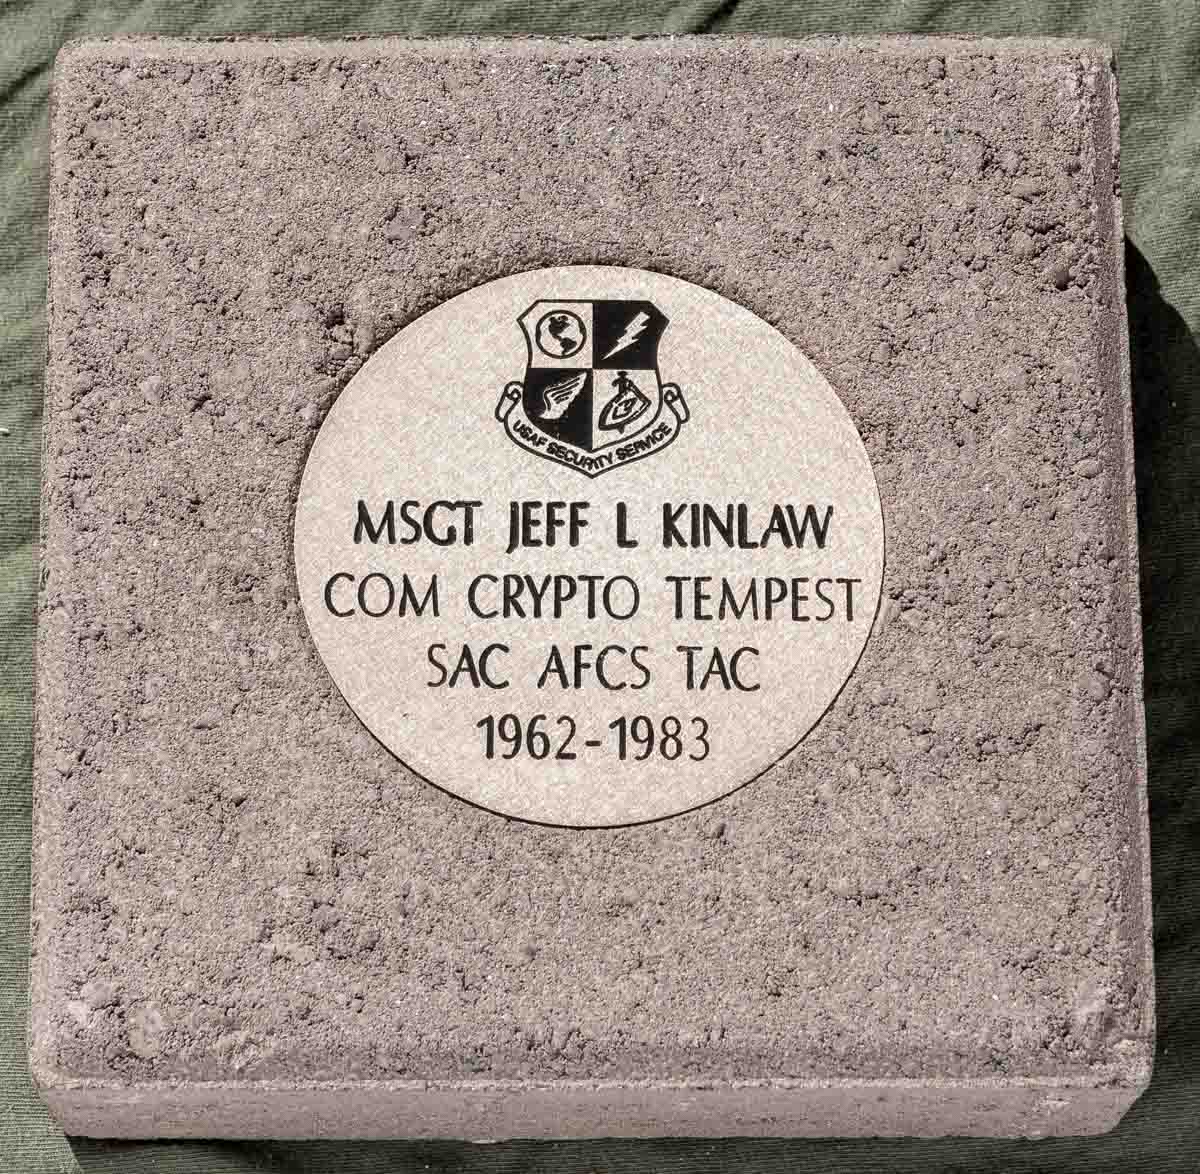 USAF SECURITY SERVICE
MSGT JEFF L KINLAW
COM CRYPTO TEMPEST
SAC AFCS TAC
1962-1983